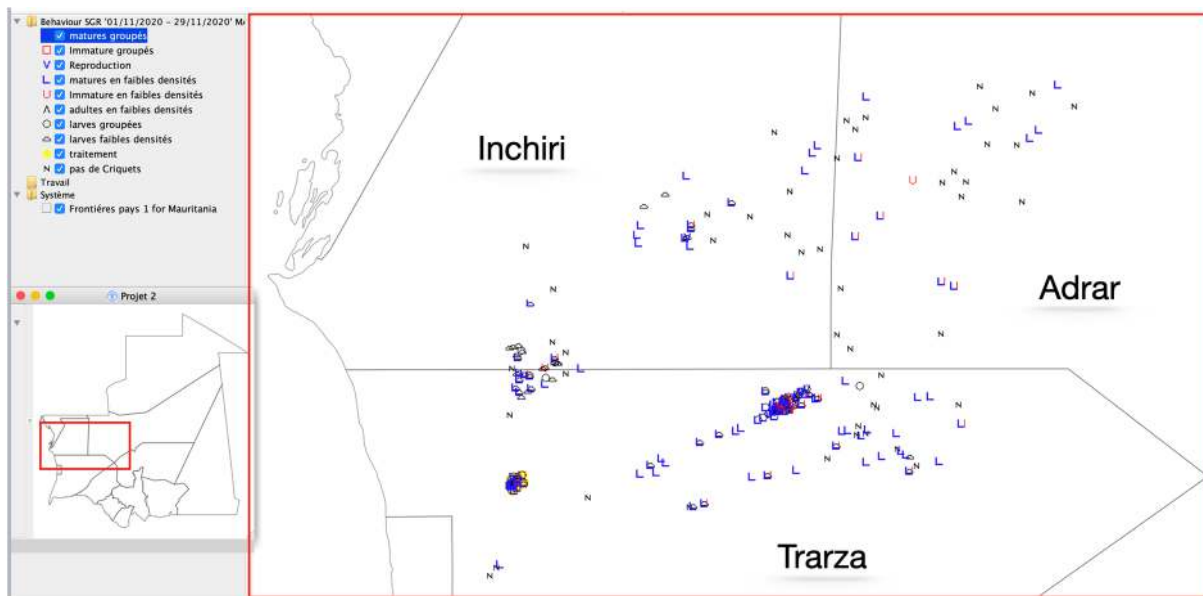 Behaviour SGR '01/11/2020 - 29/11/2020' Ma
matures groupés
Immature groupés
Reproduction
matures en faibles densités
Immature en faibles densités
adultes en faibles densités
larves groupées
larves faibles densités
traitement
pas de Criquets
Travail
Système
Frontiéres pays 1 for Mauritania
Projet 2
Inchiri
Adrar
Trarza